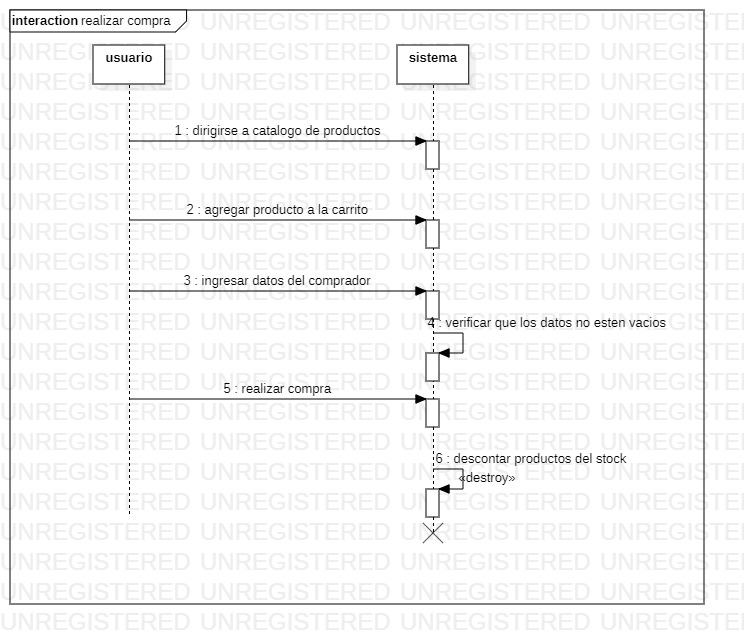 interaction realizar compra
usuario
sistema
1 : dirigirse a catalogo de productos
2 : agregar producto a la carrito
3 : ingresar datos del comprador
4 : verificar que los datos no esten vacios
5 : realizar compra
6 : descontar productos del stock
«destroy»
UNREGISTERED